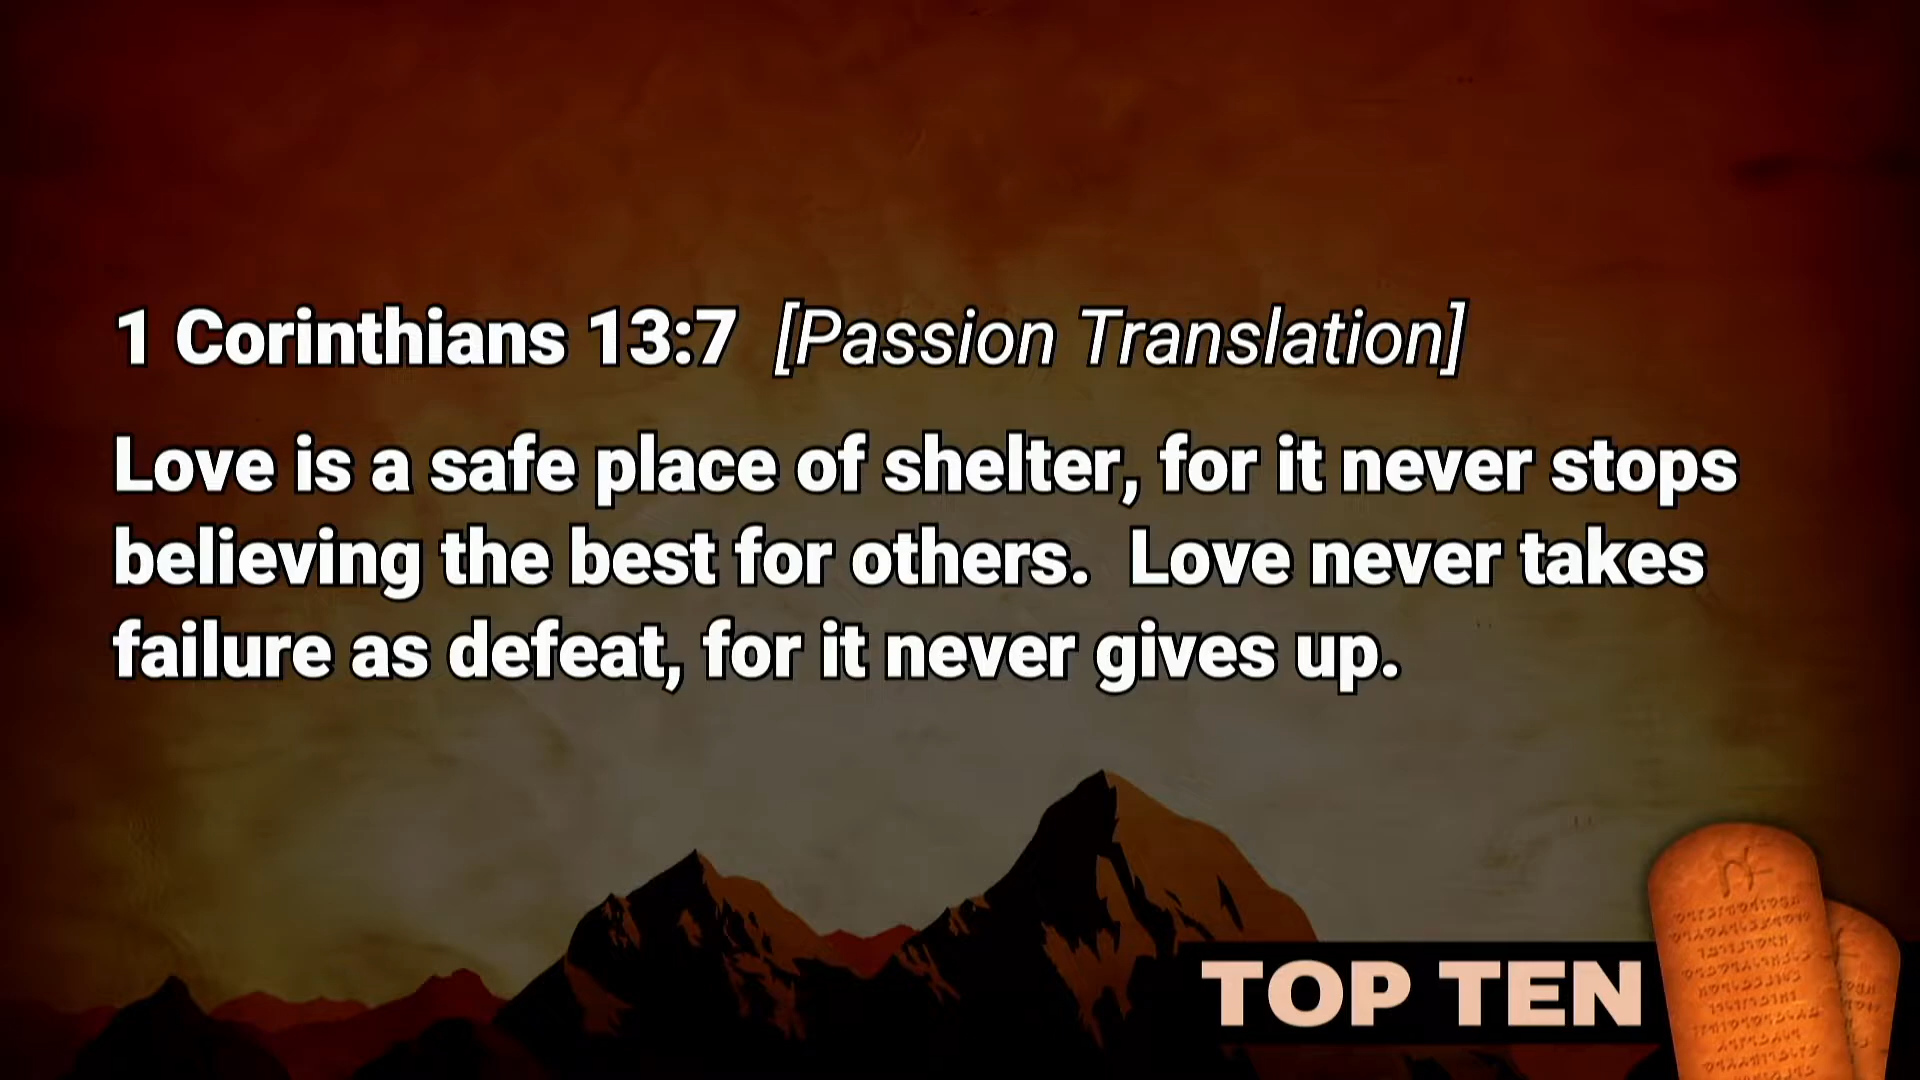 1 Corinthians 13:7 [Passion Translation]
Love is a safe place of shelter, for it never stops
believing the best for others. Love never takes
failure as defeat, for it never gives up.
TOP TEN